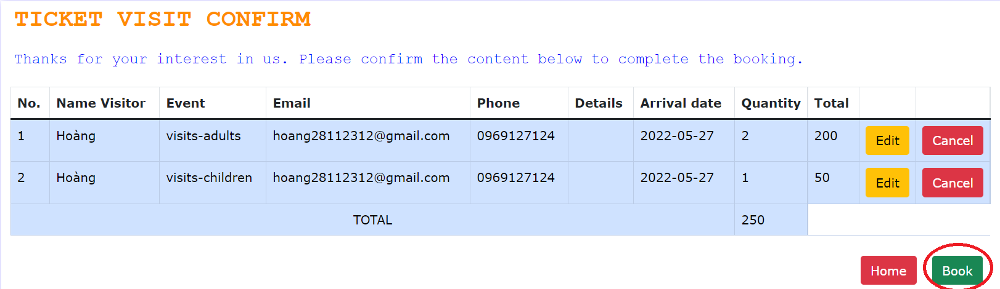 TICKET VISIT CONFIRM
Thanks for your interest in us. Please confirm the content below to complete the booking.
No. Name Visitor Event Email Phone Details Arrival date Quantity Total
1 Hoàng visits-adults hoang28112312@gmail.com 0969127124 2022-05-27 2 200 Edit Cancel
2 Hoàng visits-children hoang28112312@gmail.com 0969127124 2022-05-27 1 50 Edit Cancel
TOTAL 250
Home Book